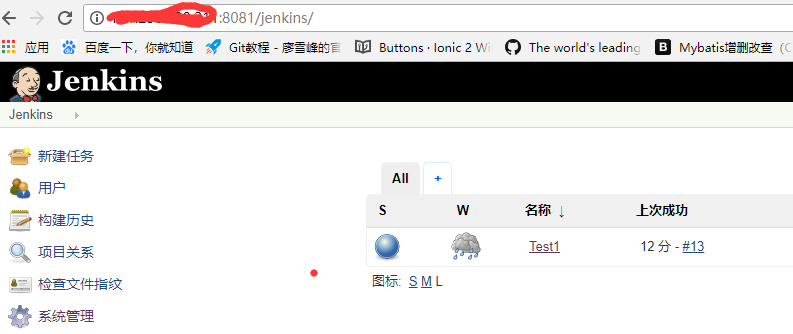 :8081/jenkins/
应用 百度一下，你就知道 Git教程 - 廖雪峰的官 Buttons · Ionic 2 Wi The world's leading Mybatis增删改查
Jenkins
Jenkins
All +
S W 名称 ↓ 上次成功
Test1 12 分 - #13
图标: S M L
新建任务
用户
构建历史
项目关系
检查文件指纹
系统管理